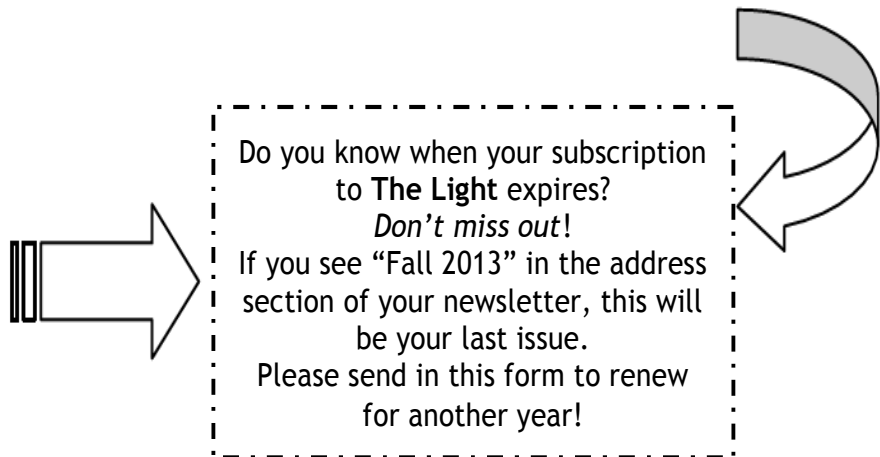 Do you know when your subscription
to The Light expires?
Don’t miss out!
If you see “Fall 2013” in the address
section of your newsletter, this will
be your last issue.
Please send in this form to renew
for another year!